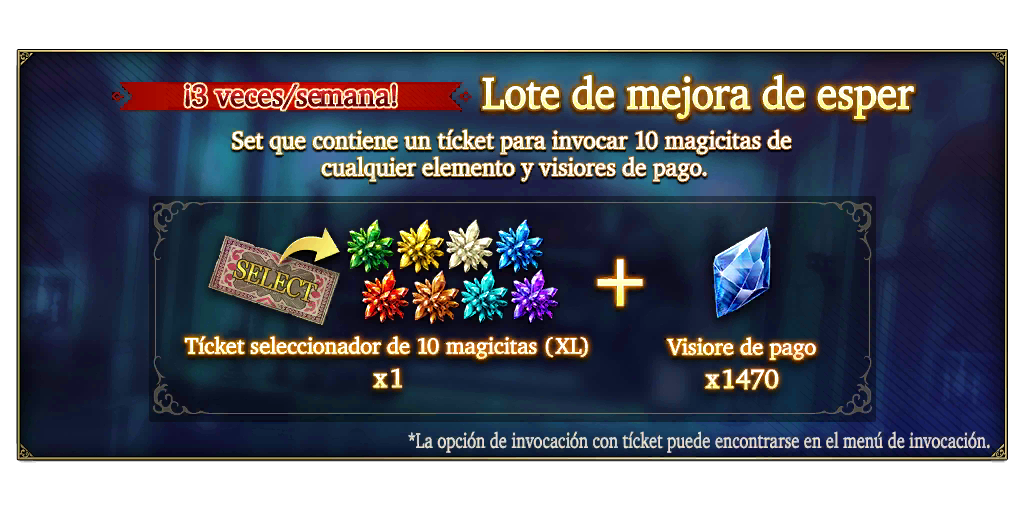 ¡3 veces/semana!
Lote de mejora de esper
Set que contiene un tícket para invocar 10 magicitas de
cualquier elemento y visiores de pago.
SELECT
Tícket seleccionador de 10 magicitas (XL)
x1
+
Visiore de pago
x1470
*La opción de invocación con tícket puede encontrarse en el menú de invocación.